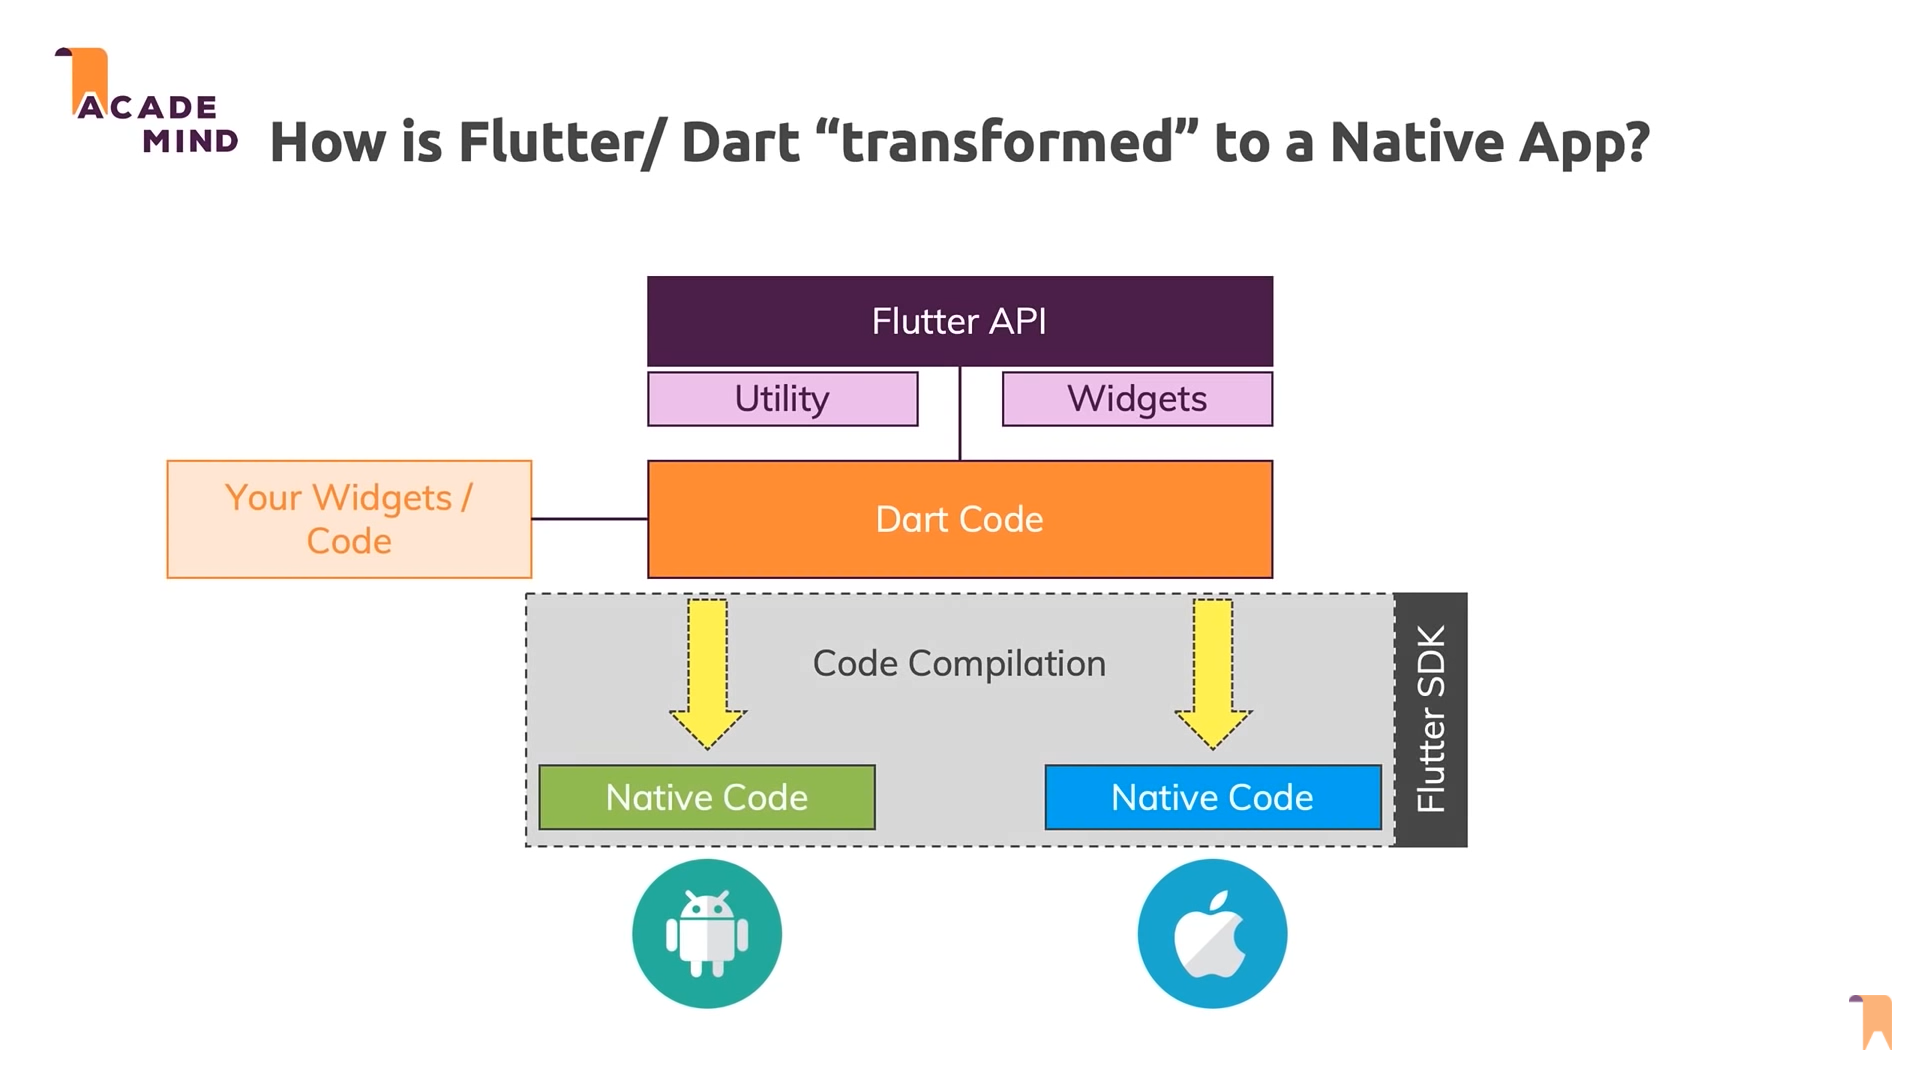 ACADE
MIND
How is Flutter/ Dart “transformed” to a Native App?
Flutter API
Utility
Widgets
Your Widgets /
Code
Dart Code
Code Compilation
Flutter SDK
Native Code
Native Code